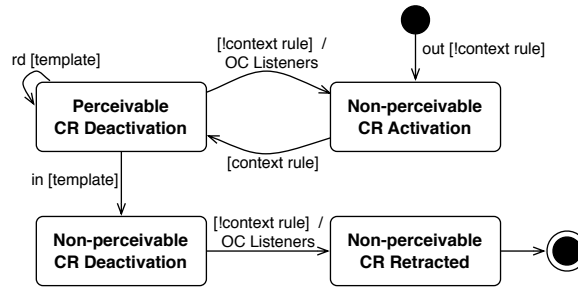 rd [template]
[!context rule] /
OC Listeners
out [!context rule]
Perceivable
CR Deactivation
Non-perceivable
CR Activation
[context rule]
in [template]
Non-perceivable
CR Deactivation
[!context rule] /
OC Listeners
Non-perceivable
CR Retracted